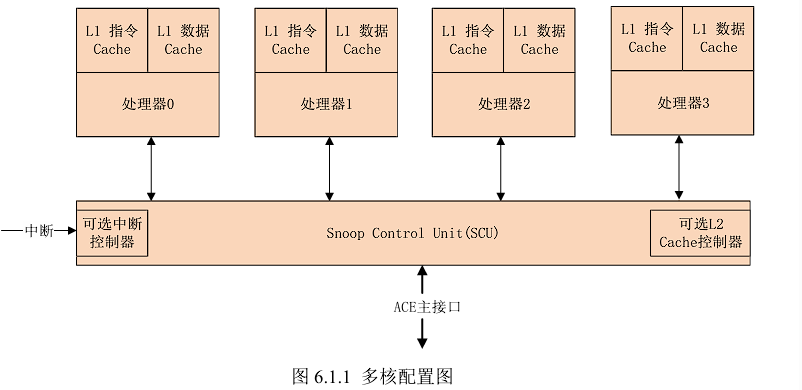 L1 指令
Cache
L1 数据
Cache
处理器0
L1 指令
Cache
L1 数据
Cache
处理器1
L1 指令
Cache
L1 数据
Cache
处理器2
L1 指令
Cache
L1 数据
Cache
处理器3
中断
可选中断
控制器
Snoop Control Unit(SCU)
可选L2
Cache控制器
ACE主接口
图 6.1.1 多核配置图